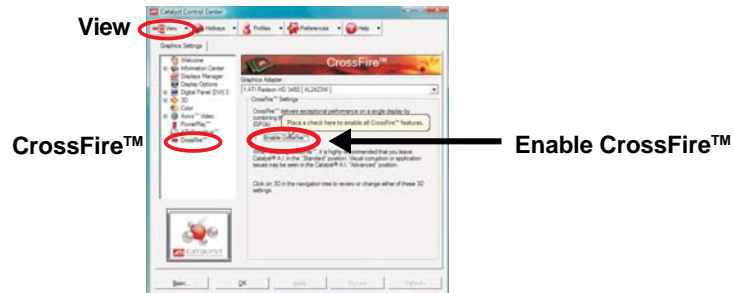 Catalyst Control Center
View Hotkeys Profiles Preferences Help
View
Graphics Settings
Welcome
Information Center
Displays Manager
Display Options
Digital Panel (DVI) 3
3D
Color
Avivo™ Video
PowerPlay™
CrossFire™
CrossFire™
Graphics Adapter
1.ATI Radeon HD 3450 [ AL2423W ]
CrossFire™ Settings
CrossFire™ delivers exceptional performance on a single display by
combining
(GPUs).
Place a check here to enable all CrossFire™ features.
Enable CrossFire™
CrossFire™
Enable CrossFire™
it is highly recommended that you leave
Catalyst® A.I. in the "Standard" position. Visual corruption or application
issues may be seen in the Catalyst® A.I. "Advanced" position.
Click on 3D in the navigation tree to review or change either of these 3D
settings.
ATI CATALYST
Basic... OK Apply Discard Defaults